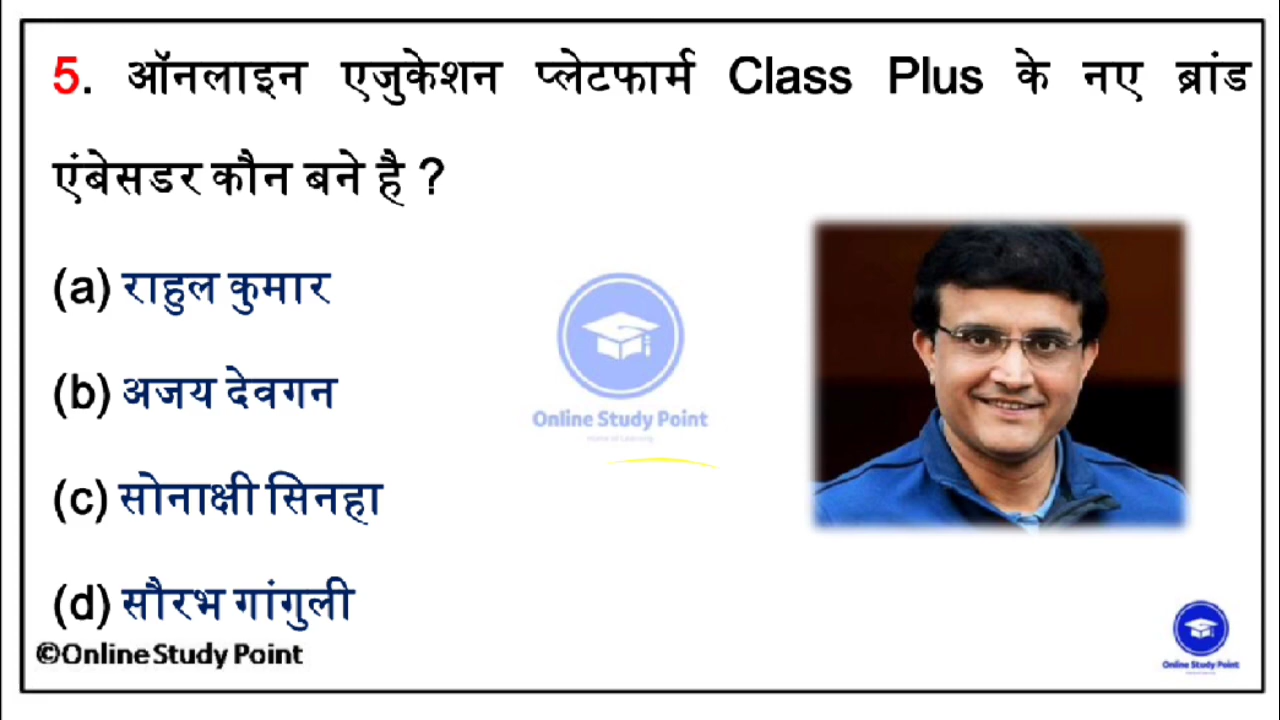 5. ऑनलाइन एजुकेशन प्लेटफार्म Class Plus के नए ब्रांड
एंबेसडर कौन बने है ?
(a) राहुल कुमार
(b) अजय देवगन
(c) सोनाक्षी सिनहा
(d) सौरभ गांगुली
Online Study Point
©Online Study Point
Online Study Point